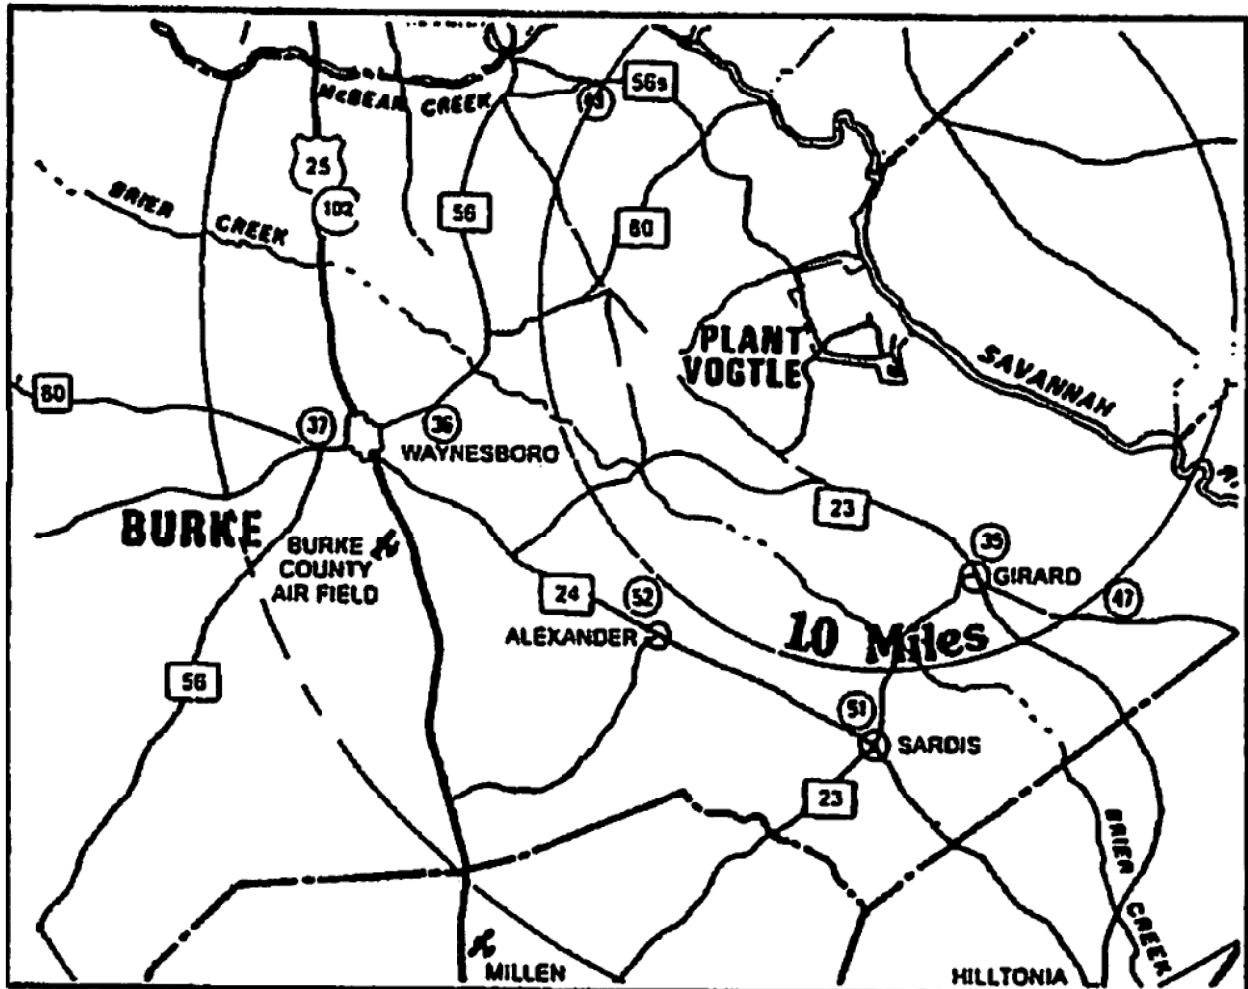 56s
McBEAN CREEK
25
102
56
BRIER CREEK
80
PLANT
VOGTLE
SAVANNAH
80
37
36
WAYNESBORO
BURKE
23
BURKE
COUNTY
AIR FIELD
35
GIRARD
24
52
47
ALEXANDER
10 Miles
56
51
SARDIS
23
BRIER
CREEK
MILLEN
HILLTONIA